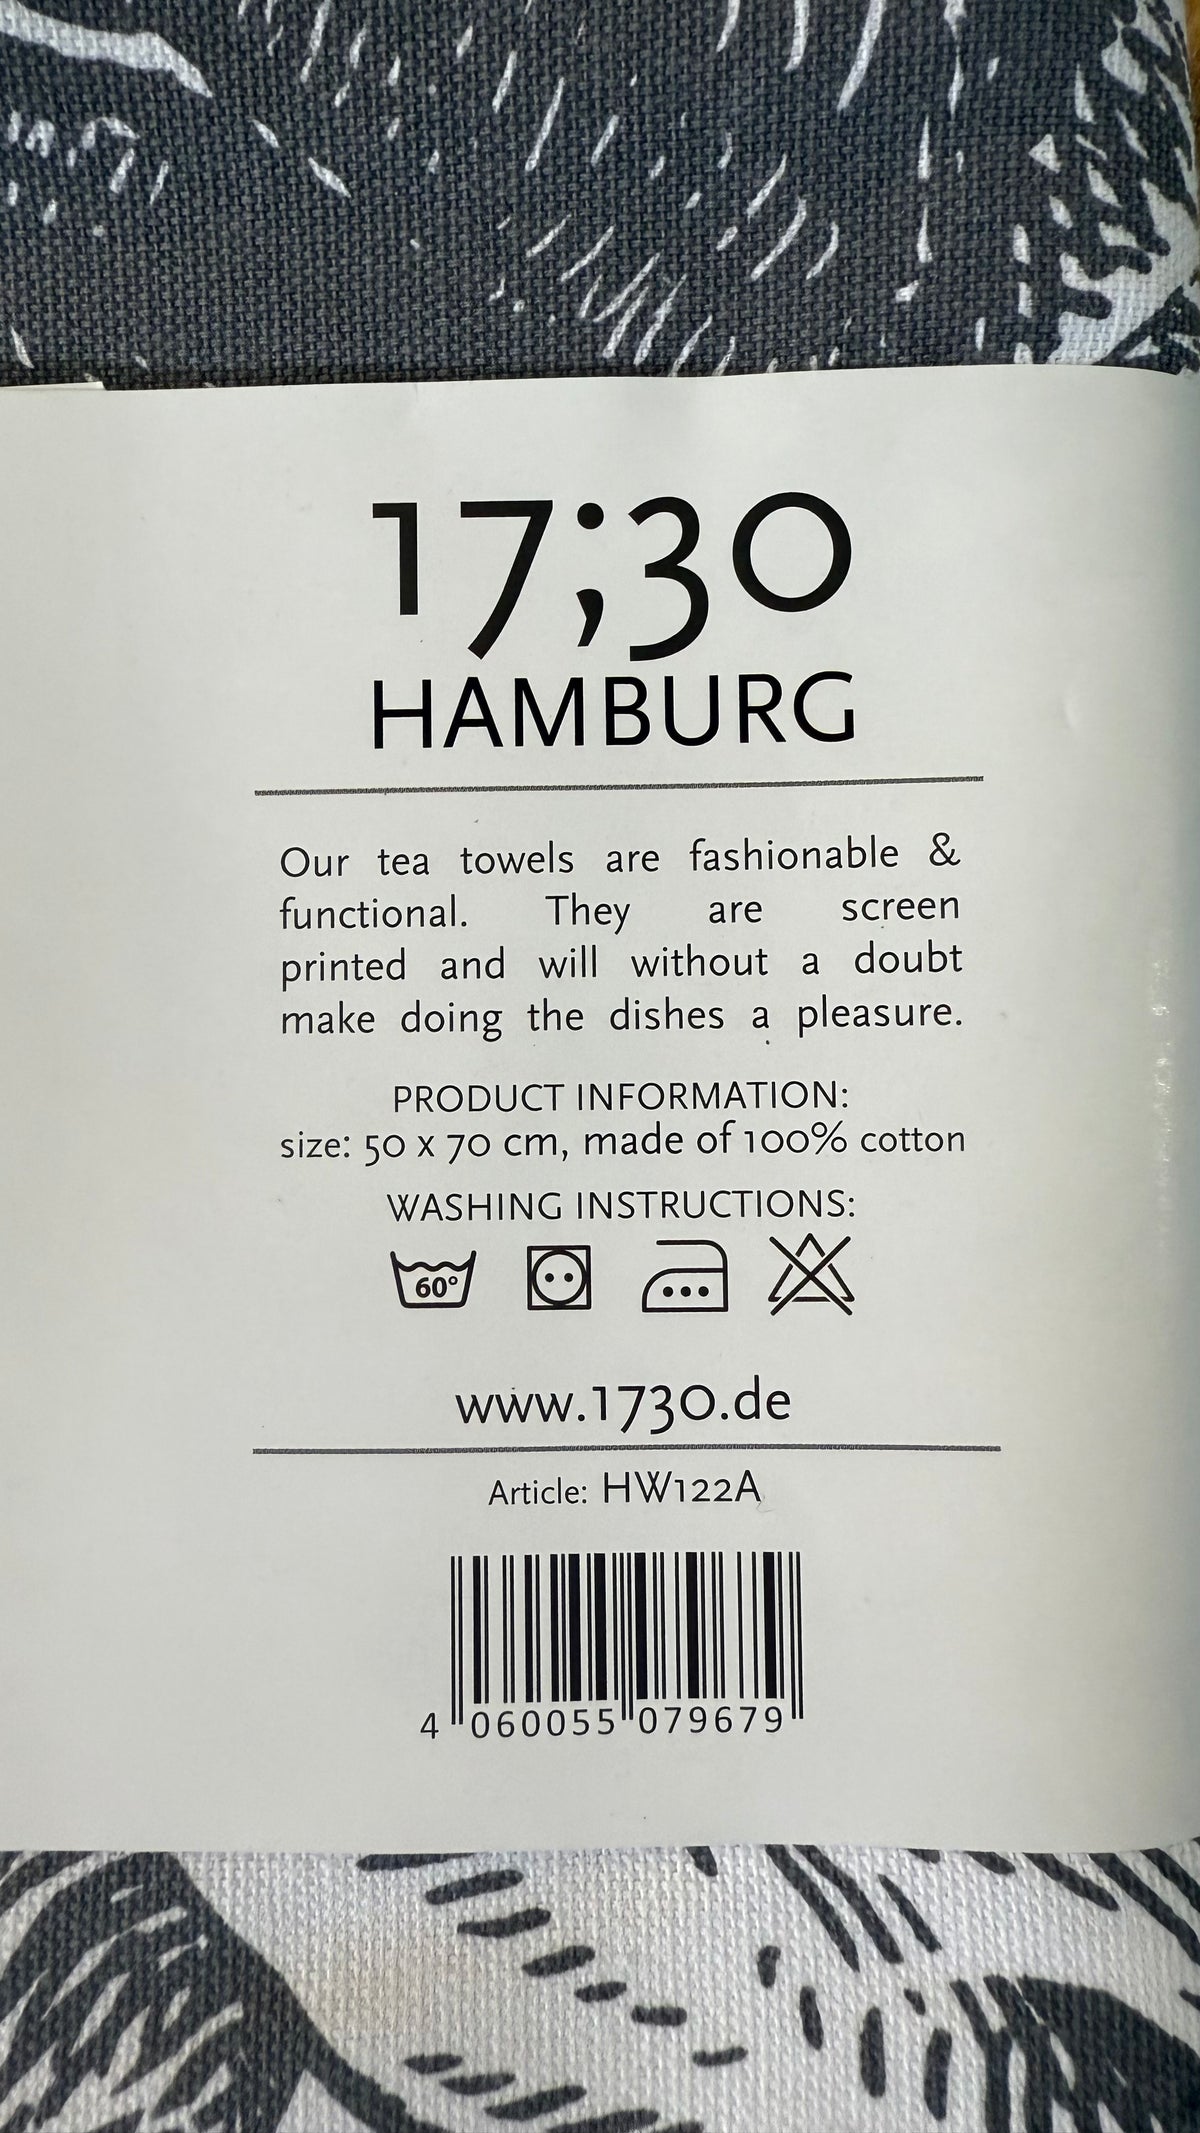 17;30
HAMBURG
Our tea towels are fashionable &
functional. They are screen
printed and will without a doubt
make doing the dishes a pleasure.
PRODUCT INFORMATION:
size: 50 x 70 cm, made of 100% cotton
WASHING INSTRUCTIONS:
60°
www.1730.de
Article: HW122A
4 060055 079679